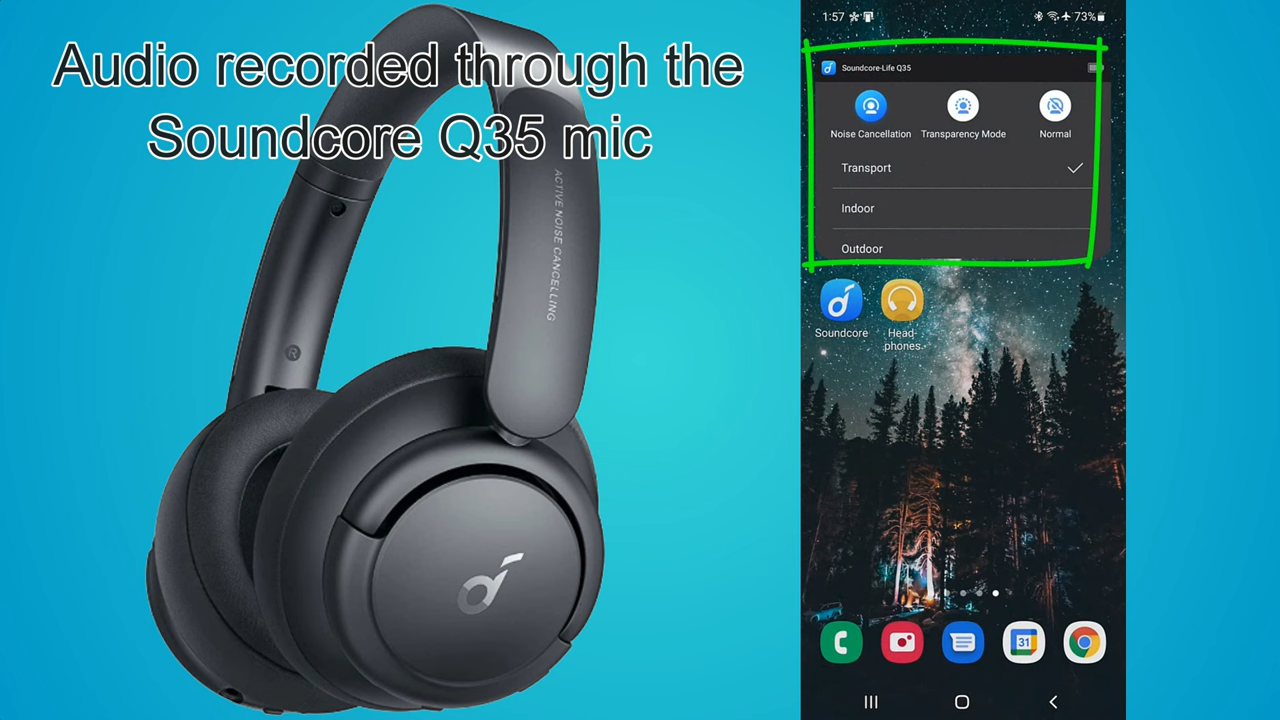 Audio recorded through the
Soundcore Q35 mic
ACTIVE NOISE CANCELLING
R
1:57
73%
Soundcore-Life Q35
Noise Cancellation
Transparency Mode
Normal
Transport
Indoor
Outdoor
Soundcore
Head-
phones
31